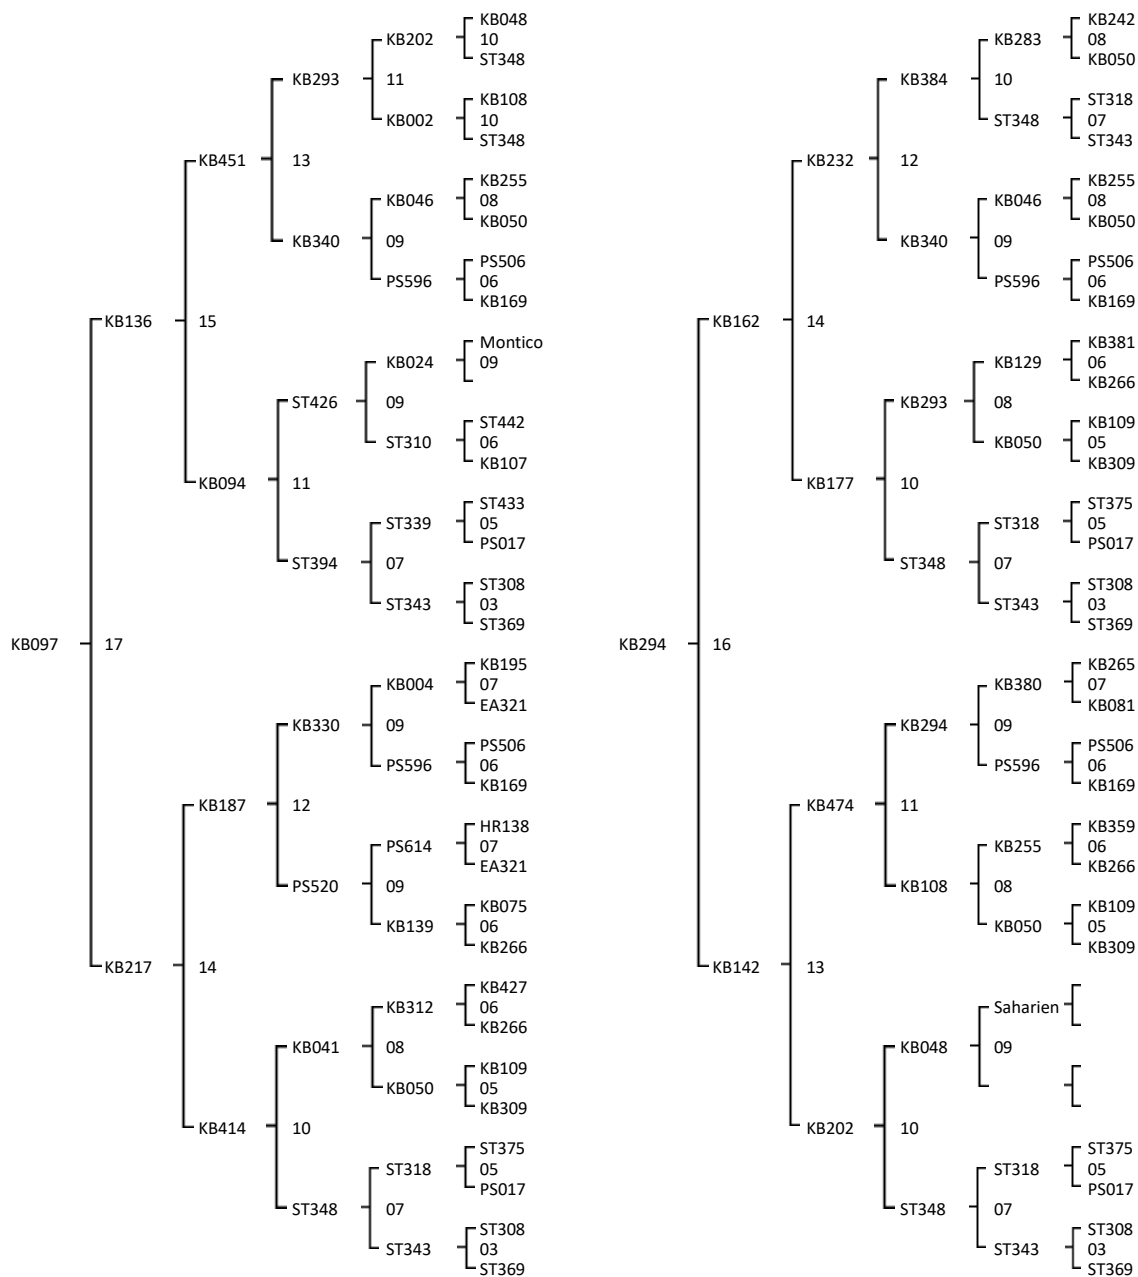 KB048
KB202
10
ST348
KB293
11
KB108
KB002
10
ST348
KB451
13
KB255
KB046
08
KB050
KB340
09
PS506
PS596
06
KB169
KB136
15
Montico
KB024
09
ST426
09
ST442
ST310
06
KB107
KB094
11
ST433
ST339
05
PS017
ST394
07
ST308
ST343
03
ST369
KB097
17
KB195
KB004
07
EA321
KB330
09
PS506
PS596
06
KB169
KB187
12
HR138
PS614
07
EA321
PS520
09
KB075
KB139
06
KB266
KB217
14
KB427
KB312
06
KB266
KB041
08
KB109
KB050
05
KB309
KB414
10
ST375
ST318
05
PS017
ST348
07
ST308
ST343
03
ST369
KB242
KB283
08
KB050
KB384
10
ST318
ST348
07
ST343
KB232
12
KB255
KB046
08
KB050
KB340
09
PS506
PS596
06
KB169
KB162
14
KB381
KB129
06
KB266
KB293
08
KB109
KB050
05
KB309
KB177
10
ST375
ST318
05
PS017
ST348
07
ST308
ST343
03
ST369
KB294
16
KB265
KB380
07
KB081
KB294
09
PS506
PS596
06
KB169
KB474
11
KB359
KB255
06
KB266
KB108
08
KB109
KB050
05
KB309
KB142
13
Saharien
KB048
09
KB202
10
ST375
ST318
05
PS017
ST348
07
ST308
ST343
03
ST369